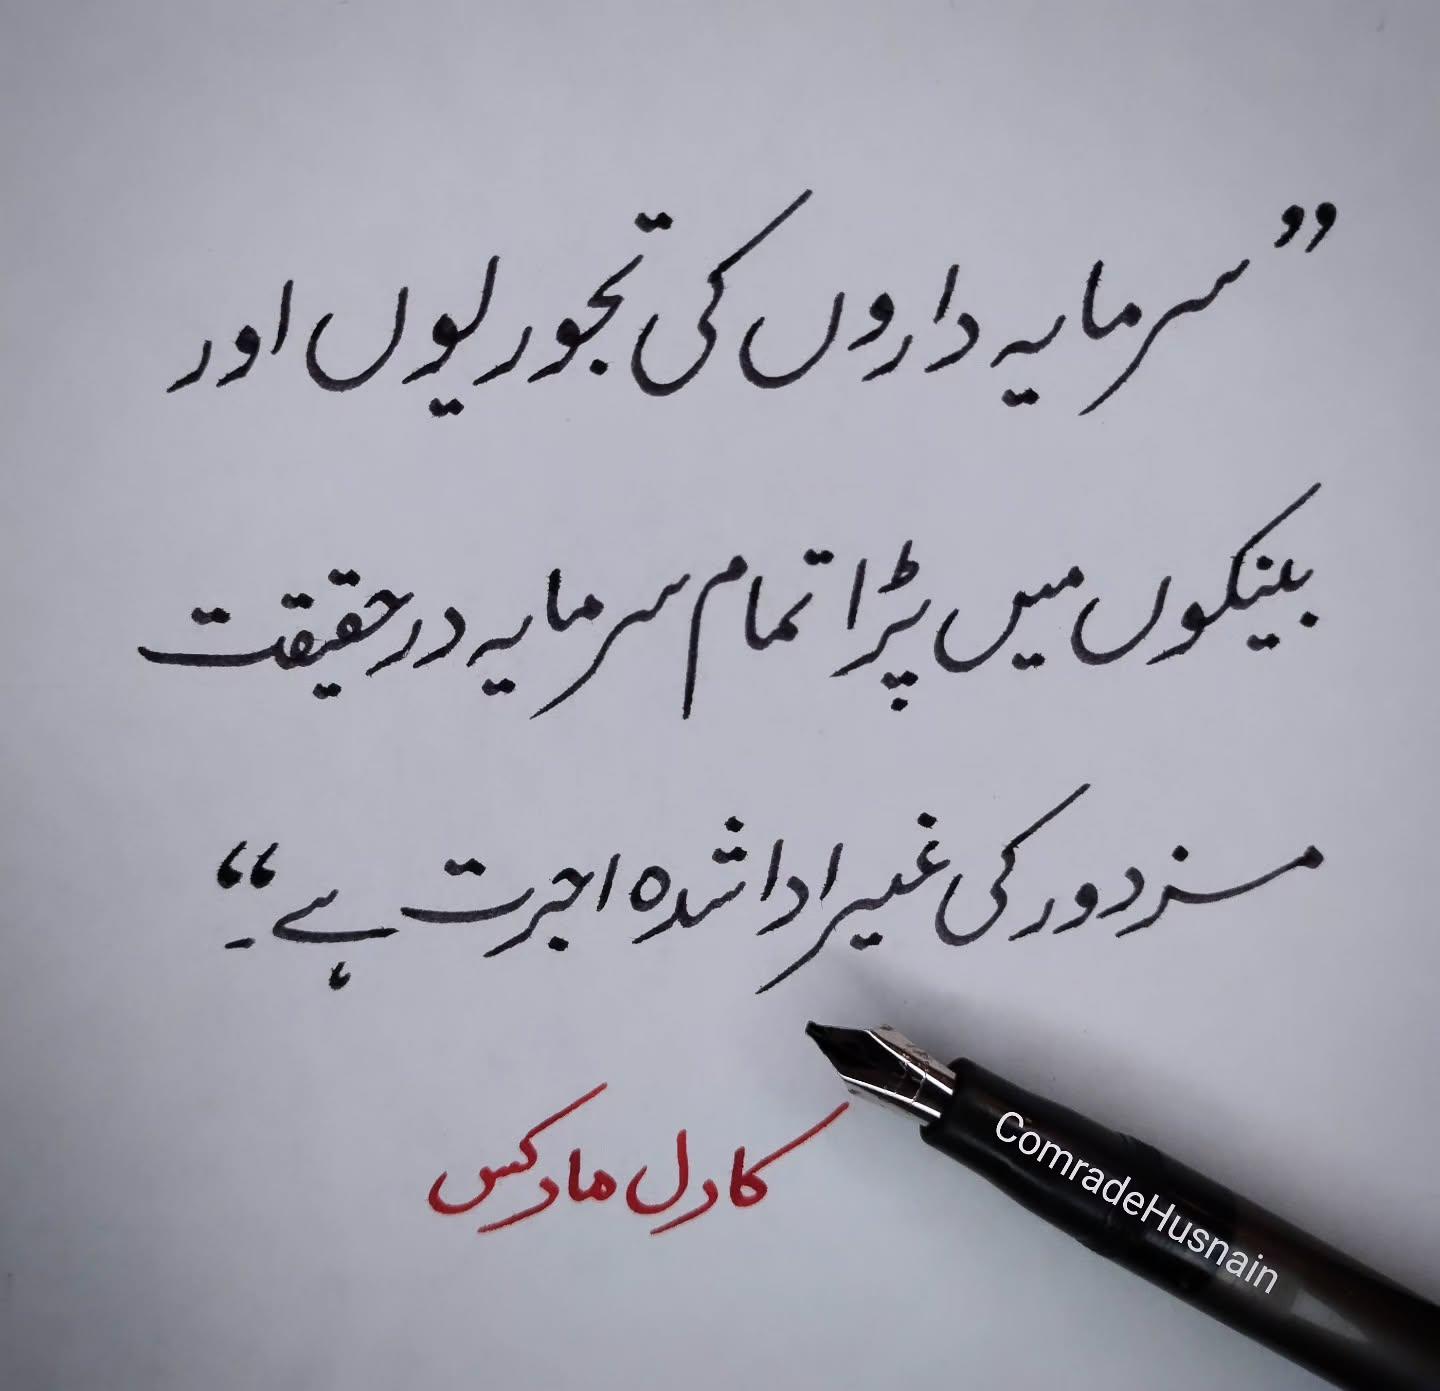 ”سرمایہ داروں کی تجوریوں اور
بینکوں میں پڑا تمام سرمایہ درحقیقت
مزدور کی غیر ادا شدہ اجرت ہے۔“
کارل مارکس
ComradeHusnain